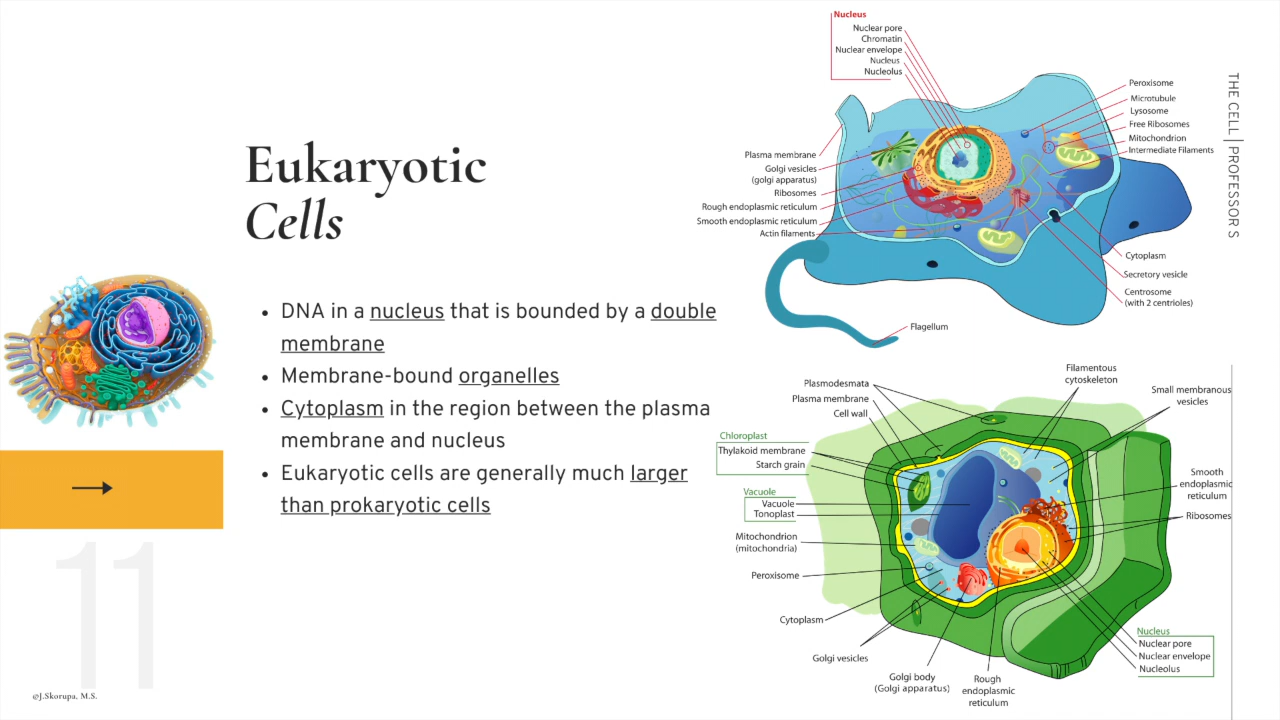 Eukaryotic
Cells
• DNA in a nucleus that is bounded by a double
membrane
• Membrane-bound organelles
• Cytoplasm in the region between the plasma
membrane and nucleus
• Eukaryotic cells are generally much larger
than prokaryotic cells
11
@J.Skorupa, M.S.
Nucleus
Nuclear pore
Chromatin
Nuclear envelope
Nucleus
Nucleolus
Plasma membrane
Golgi vesicles
(golgi apparatus)
Ribosomes
Rough endoplasmic reticulum
Smooth endoplasmic reticulum
Actin filaments
Peroxisome
Microtubule
Lysosome
Free Ribosomes
Mitochondrion
Intermediate Filaments
Cytoplasm
Secretory vesicle
Centrosome
(with 2 centrioles)
Flagellum
THE CELL | PROFESSOR S
Plasmodesmata
Plasma membrane
Cell wall
Chloroplast
Thylakoid membrane
Starch grain
Vacuole
Vacuole
Tonoplast
Mitochondrion
(mitochondria)
Peroxisome
Cytoplasm
Golgi vesicles
Golgi body
(Golgi apparatus)
Rough
endoplasmic
reticulum
Filamentous
cytoskeleton
Small membranous
vesicles
Smooth
endoplasmic
reticulum
Ribosomes
Nucleus
Nuclear pore
Nuclear envelope
Nucleolus